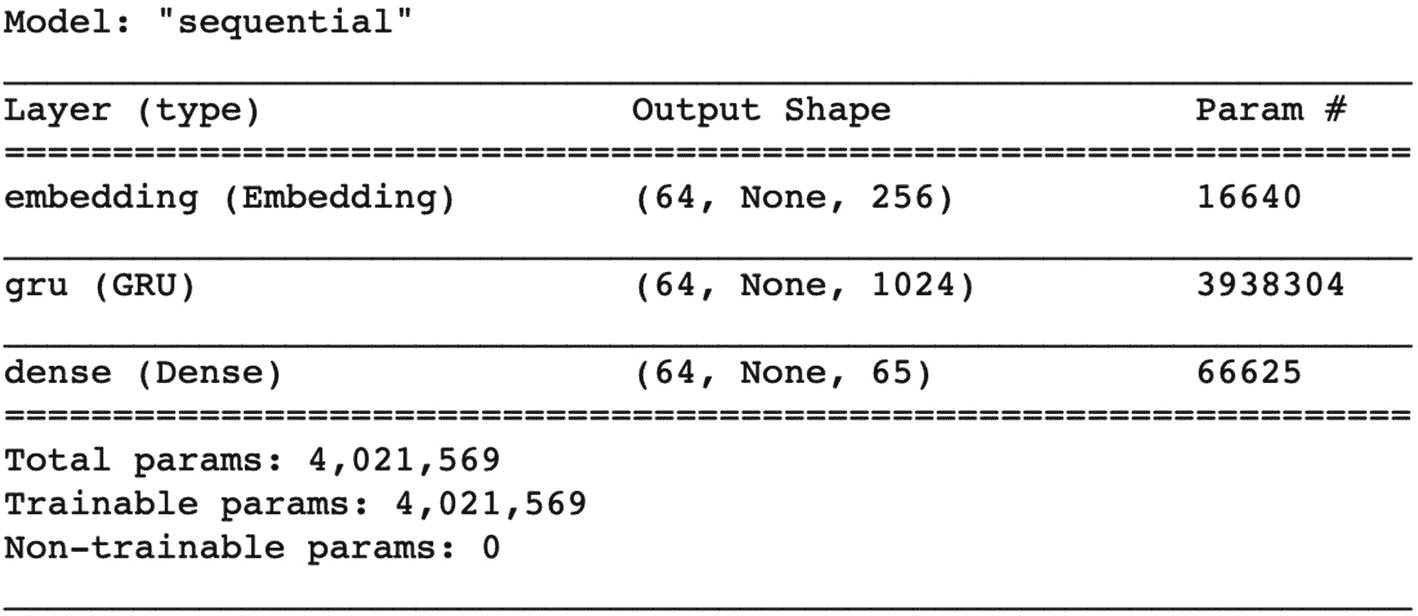 Model: "sequential"
Layer (type) Output Shape Param #
embedding (Embedding) (64, None, 256) 16640
gru (GRU) (64, None, 1024) 3938304
dense (Dense) (64, None, 65) 66625
Total params: 4,021,569
Trainable params: 4,021,569
Non-trainable params: 0